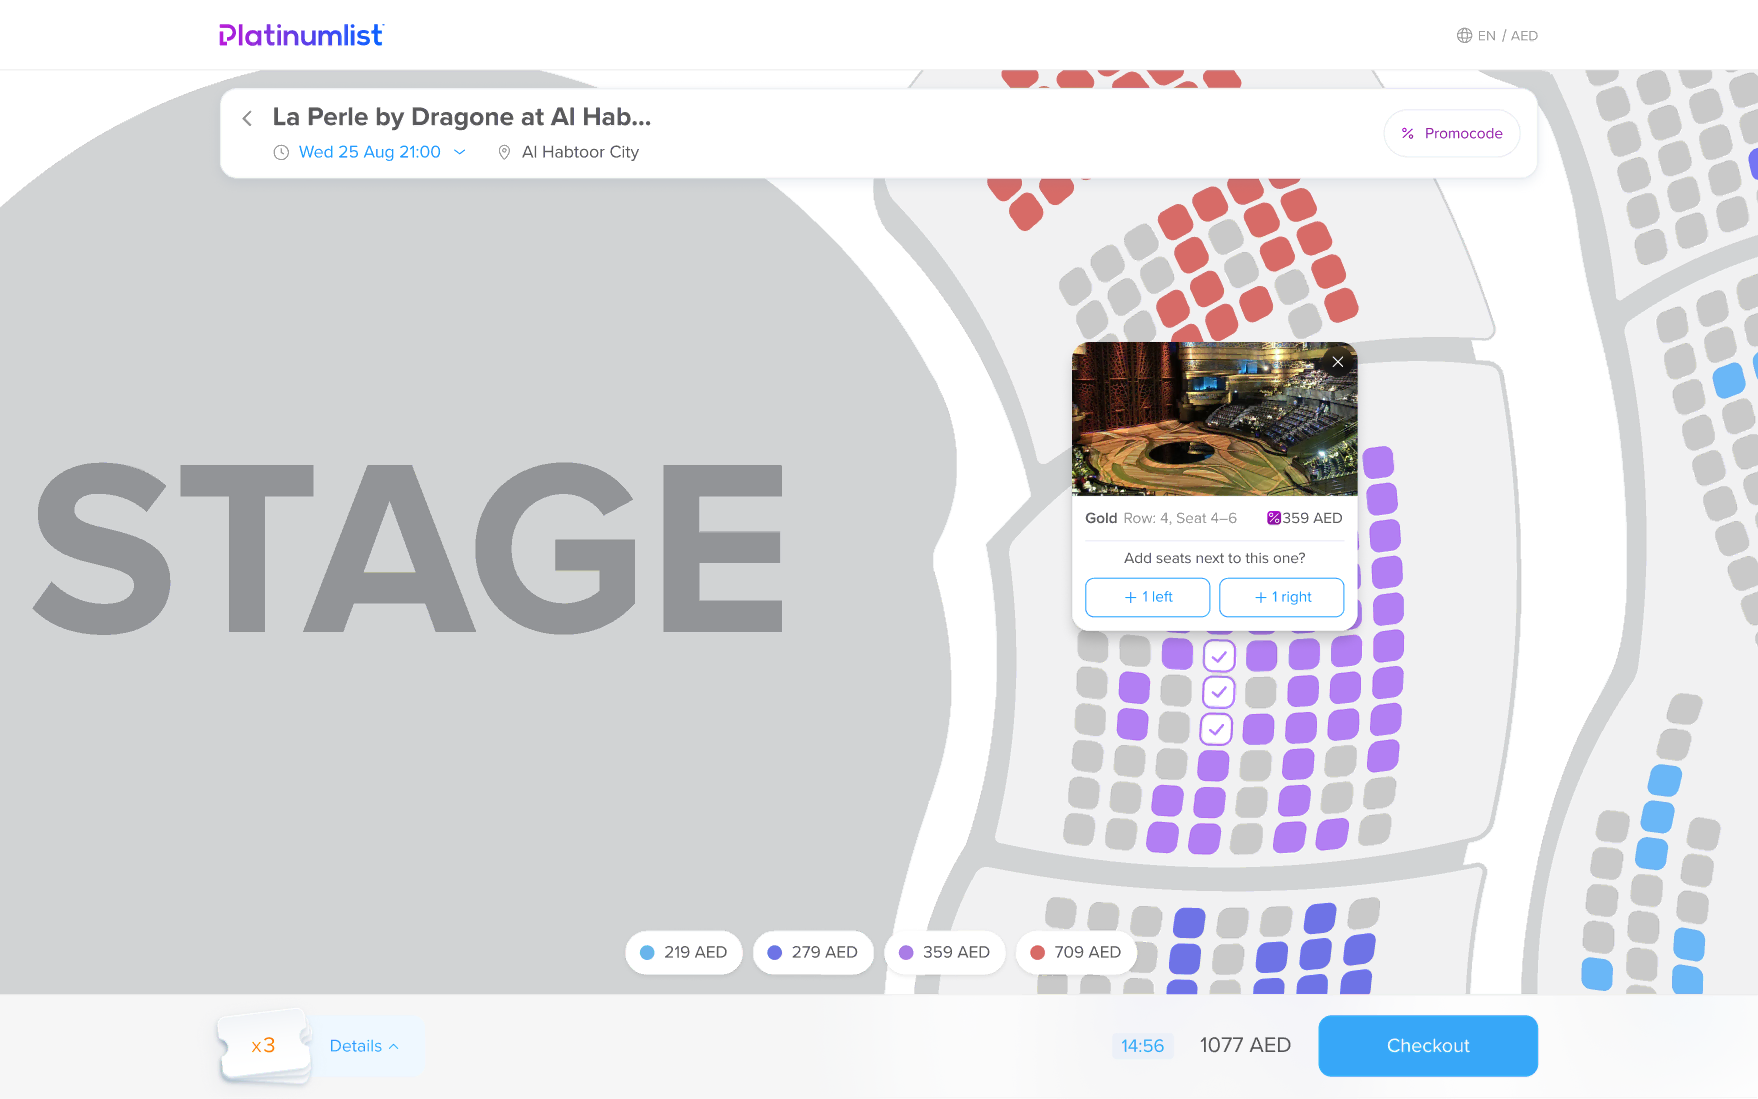 Platinumlist
EN / AED
La Perle by Dragone at Al Hab...
Wed 25 Aug 21:00
Al Habtoor City
% Promocode
STAGE
Gold Row: 4, Seat 4–6 % 359 AED
Add seats next to this one?
+ 1 left
+ 1 right
219 AED
279 AED
359 AED
709 AED
x3
Details
14:56
1077 AED
Checkout